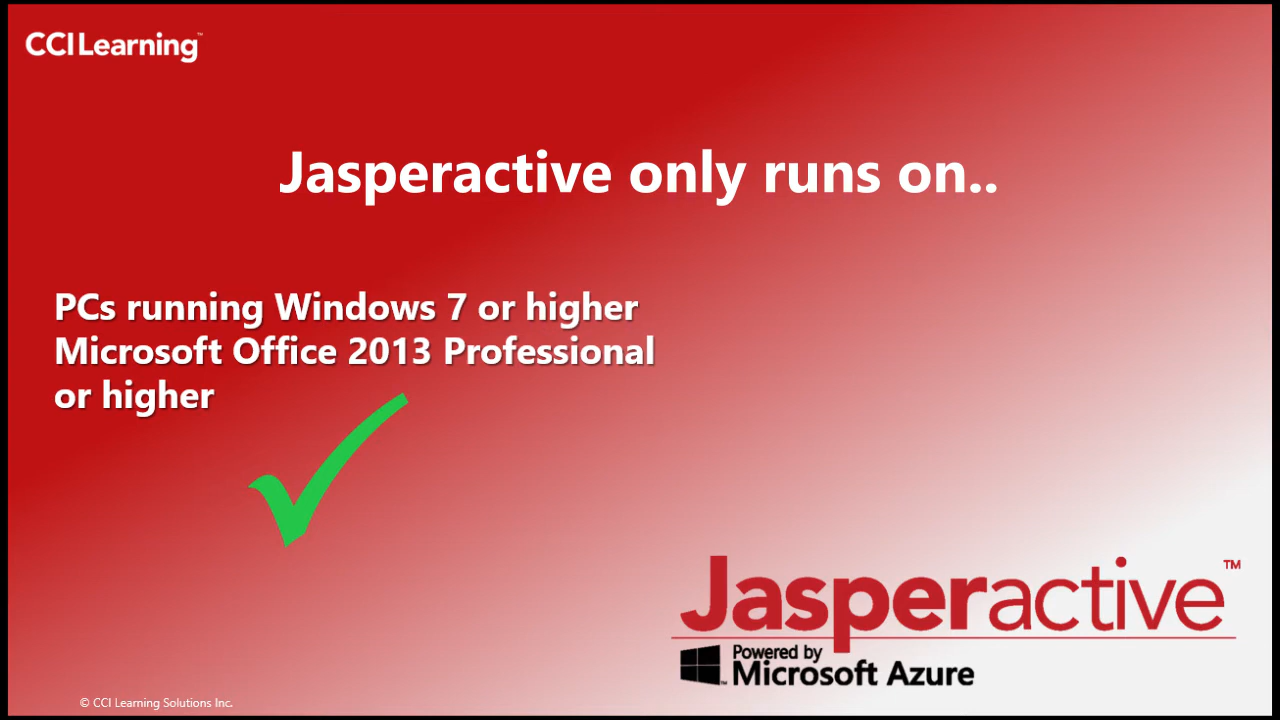 CCI Learning™
Jasperactive only runs on..
PCs running Windows 7 or higher
Microsoft Office 2013 Professional
or higher
Jasperactive™
Powered by
Microsoft Azure
© CCI Learning Solutions Inc.